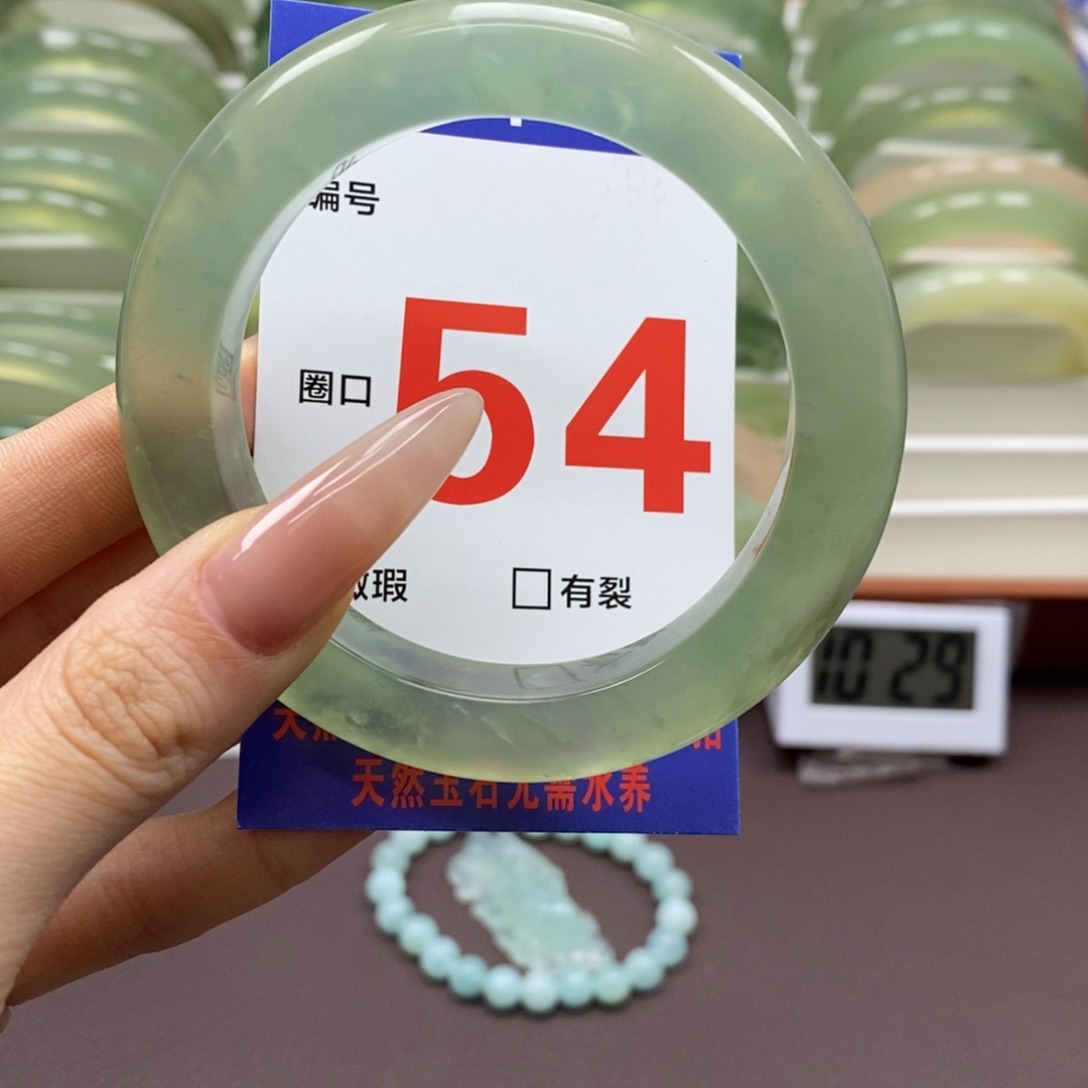 编号
圈口 54
瑕 □有裂
天然玉石无需水养
10 29